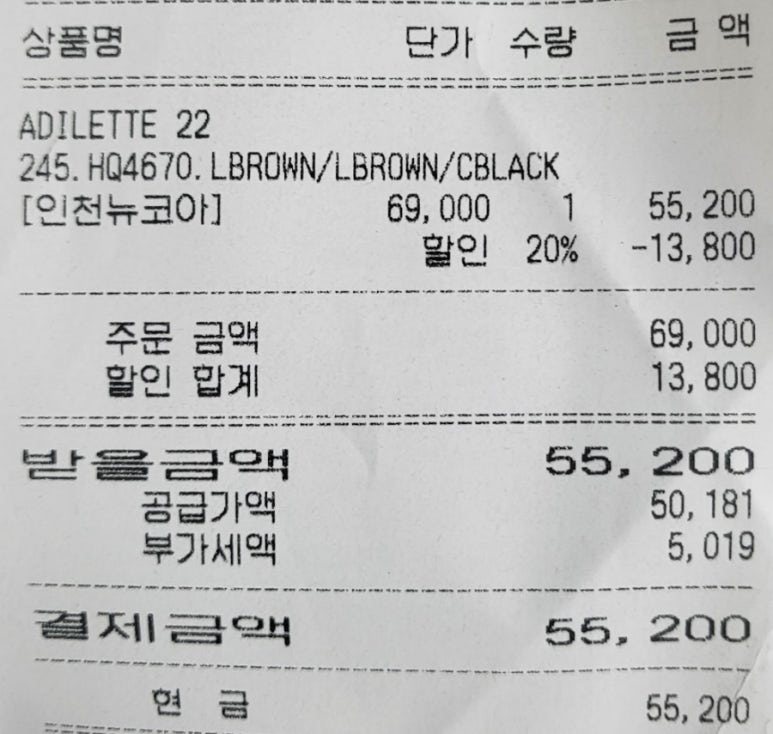 상품명 단가 수량 금 액
ADILETTE 22
245. HQ4670. LBROWN/LBROWN/CBLACK
[인천뉴코아] 69,000 1 55,200
할인 20% -13,800
주문 금액 69,000
할인 합계 13,800
받을금액 55,200
공급가액 50,181
부가세액 5,019
결제금액 55,200
현 금 55,200